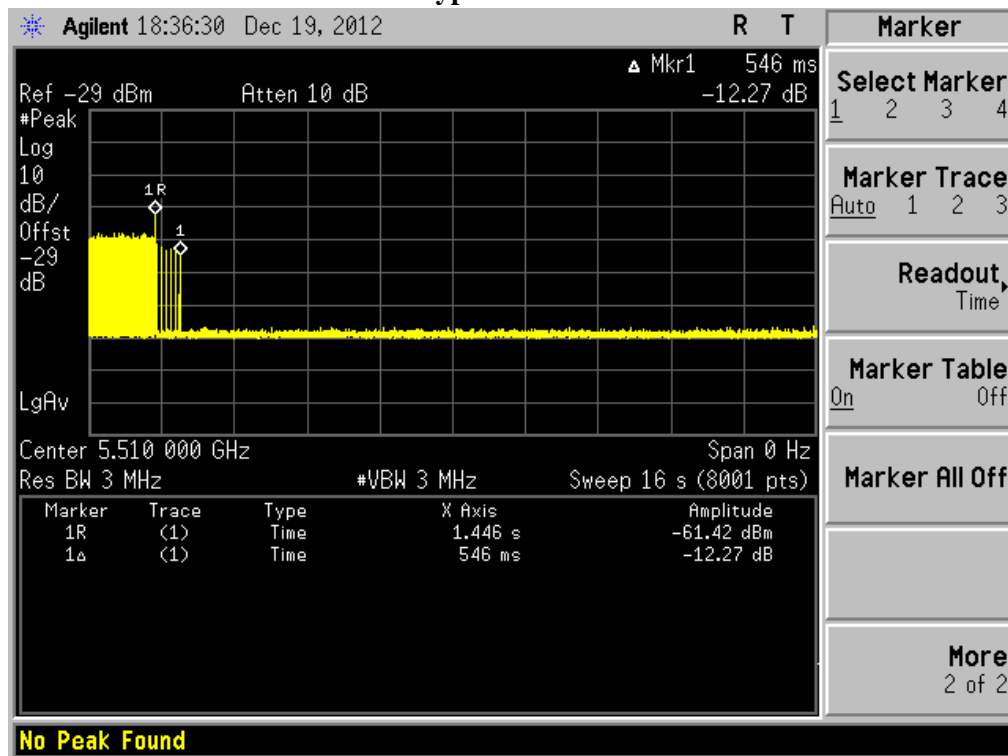 Agilent 18:36:30 Dec 19, 2012 R T
Δ Mkr1 546 ms
Ref -29 dBm Atten 10 dB -12.27 dB
#Peak
Log
10
dB/
Offst
-29
dB
1R
1
LgAv
Center 5.510 000 GHz Span 0 Hz
Res BW 3 MHz #VBW 3 MHz Sweep 16 s (8001 pts)
Marker Trace Type X Axis Amplitude
1R (1) Time 1.446 s -61.42 dBm
1Δ (1) Time 546 ms -12.27 dB
No Peak Found
Marker
Select Marker
1 2 3 4
Marker Trace
Auto 1 2 3
Readout
Time
Marker Table
On Off
Marker All Off
More
2 of 2